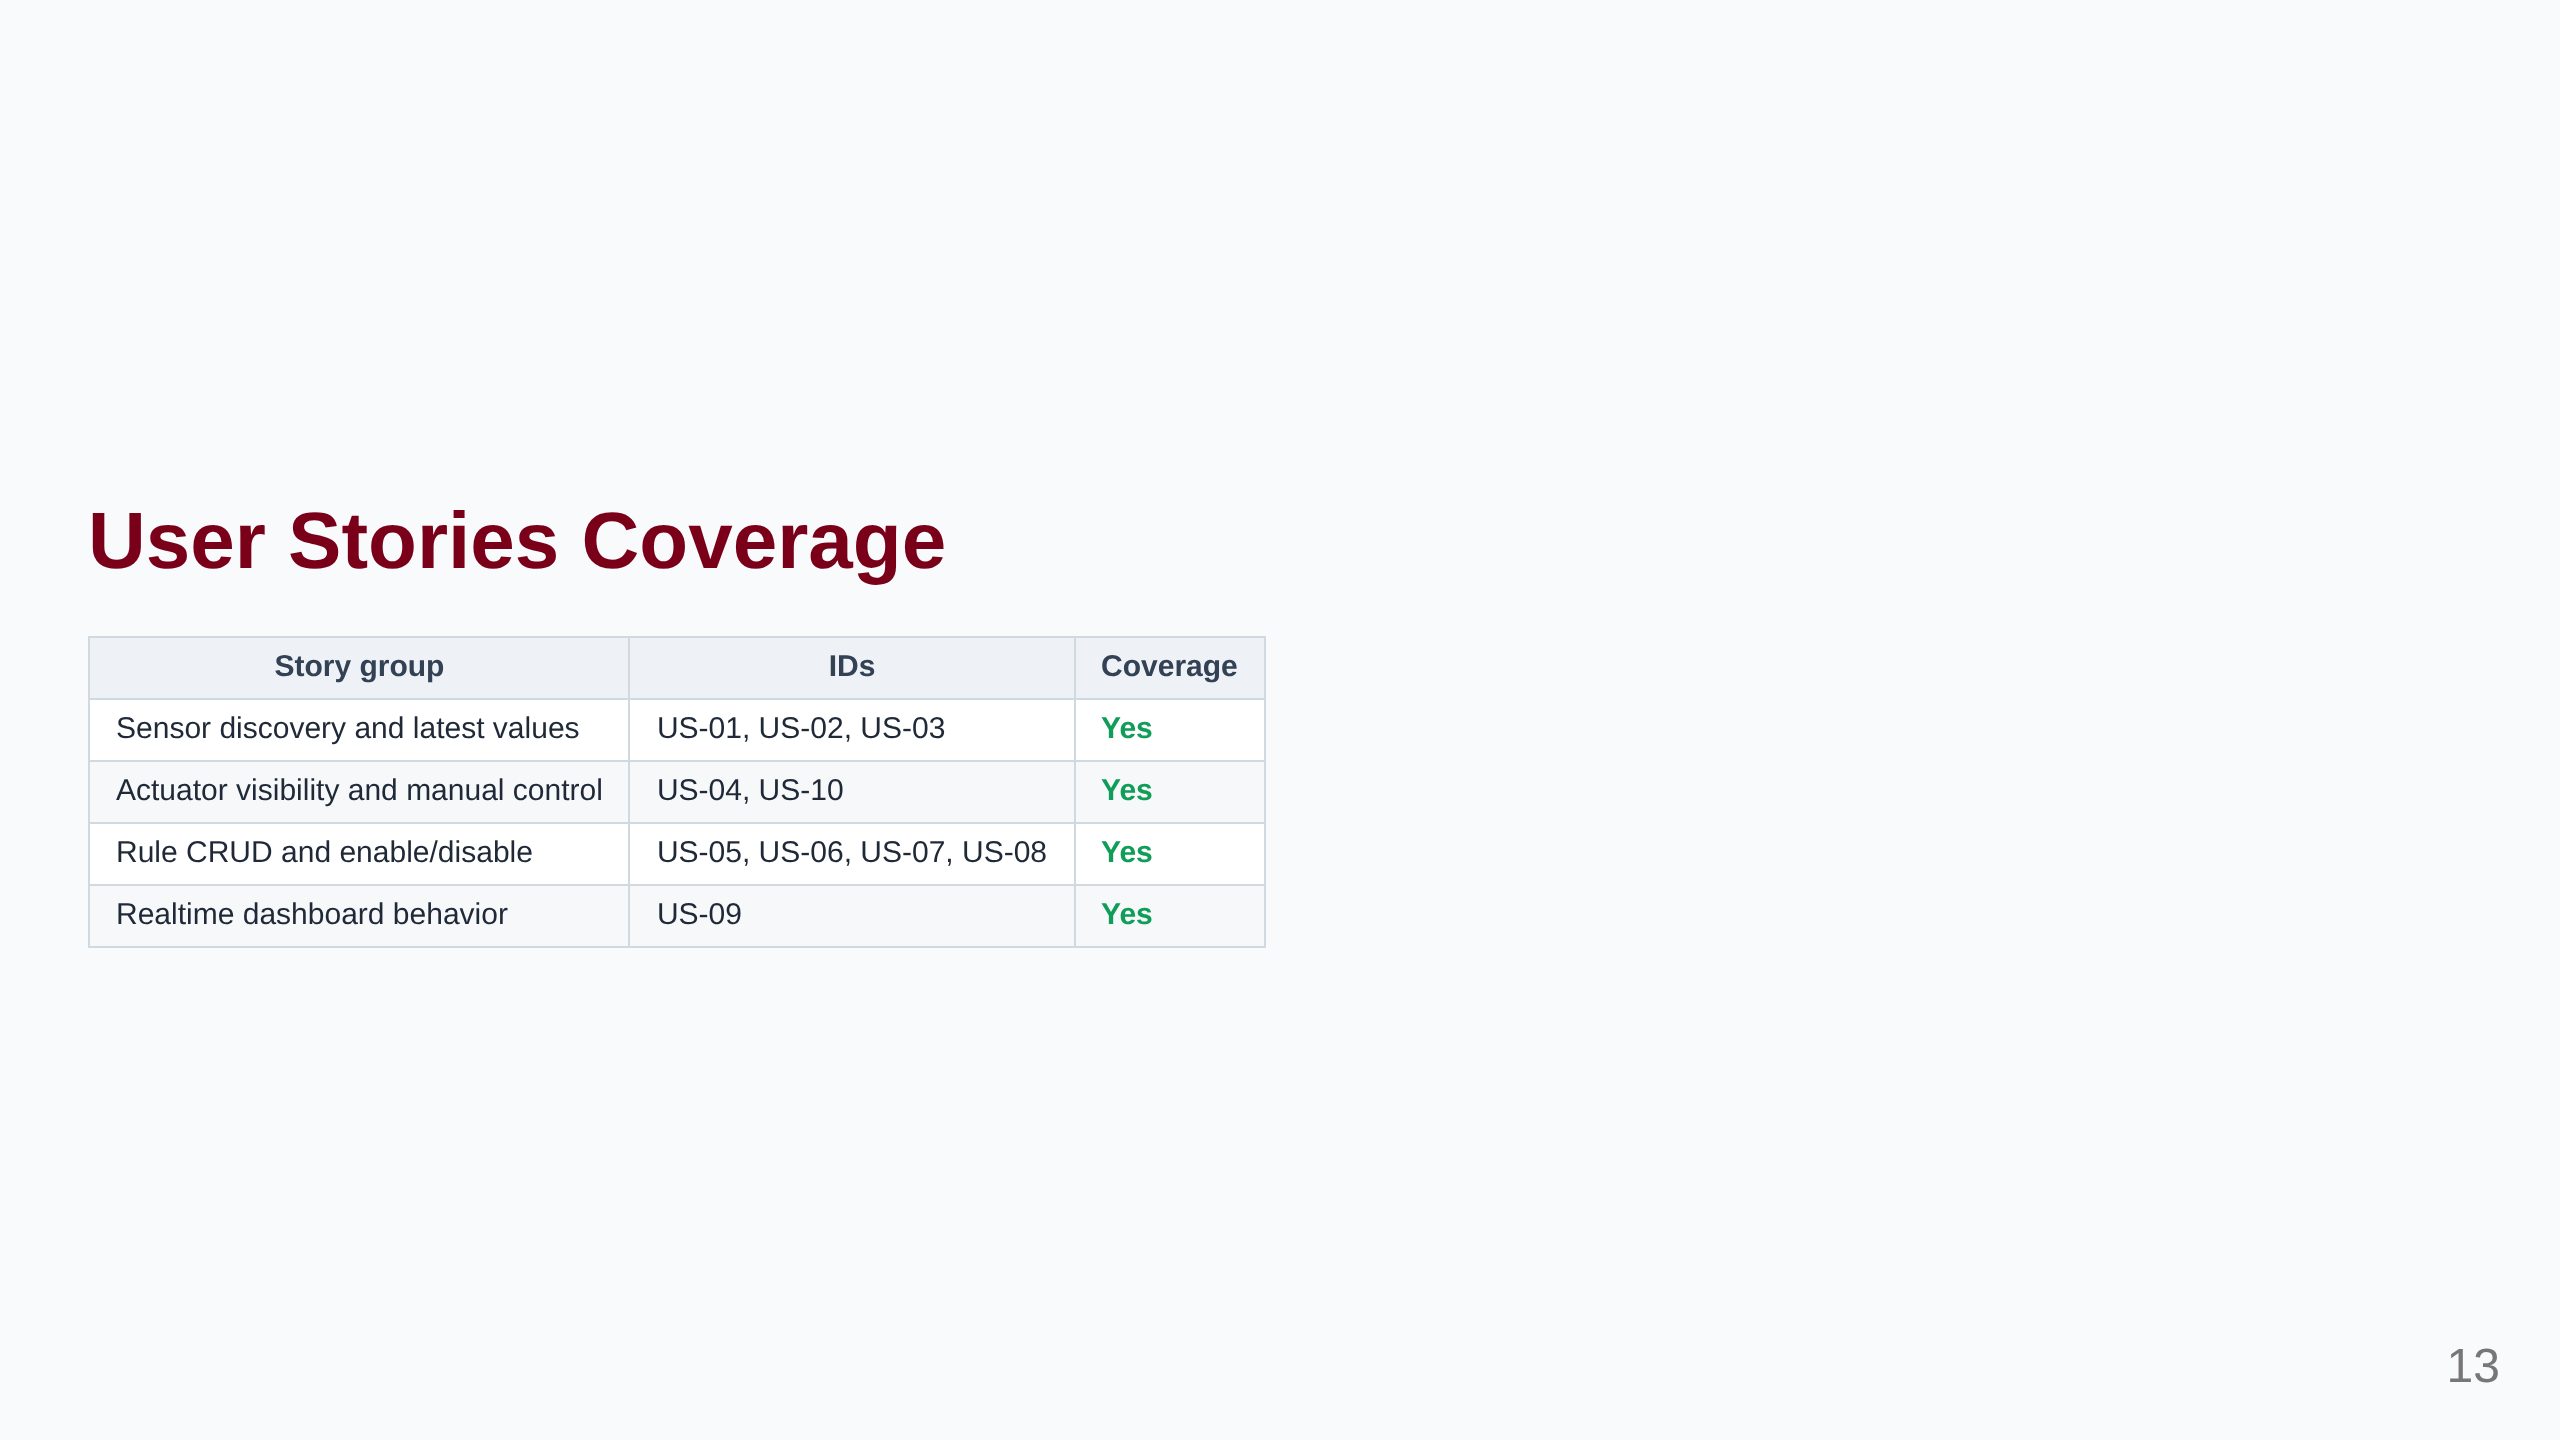 User Stories Coverage
Story group IDs Coverage
Sensor discovery and latest values US-01, US-02, US-03 Yes
Actuator visibility and manual control US-04, US-10 Yes
Rule CRUD and enable/disable US-05, US-06, US-07, US-08 Yes
Realtime dashboard behavior US-09 Yes
13